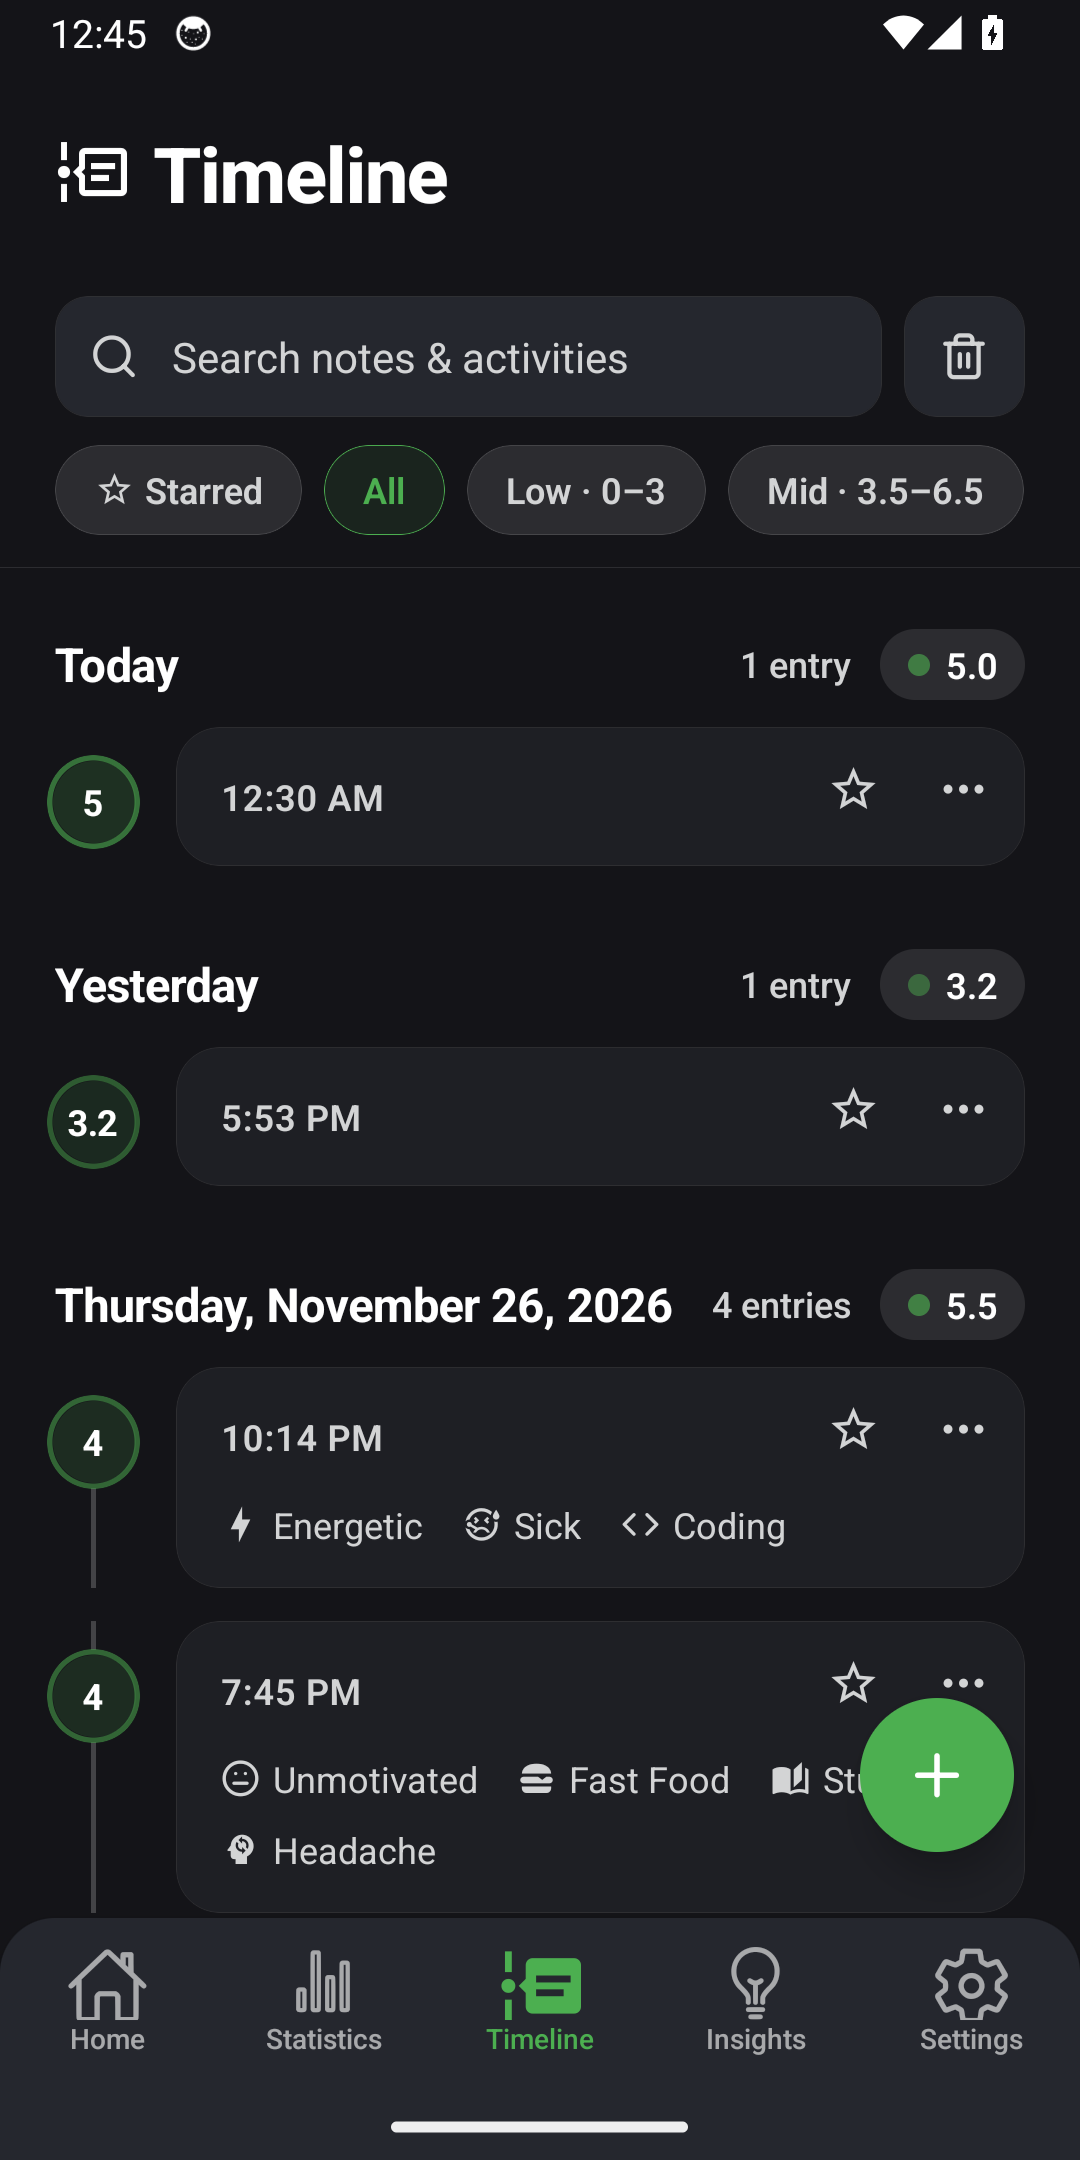 12:45
Timeline
Search notes & activities
Starred
All
Low · 0–3
Mid · 3.5–6.5
Today
1 entry
5.0
5
12:30 AM
Yesterday
1 entry
3.2
3.2
5:53 PM
Thursday, November 26, 2026
4 entries
5.5
4
10:14 PM
Energetic
Sick
Coding
4
7:45 PM
Unmotivated
Fast Food
Headache
Home
Statistics
Timeline
Insights
Settings